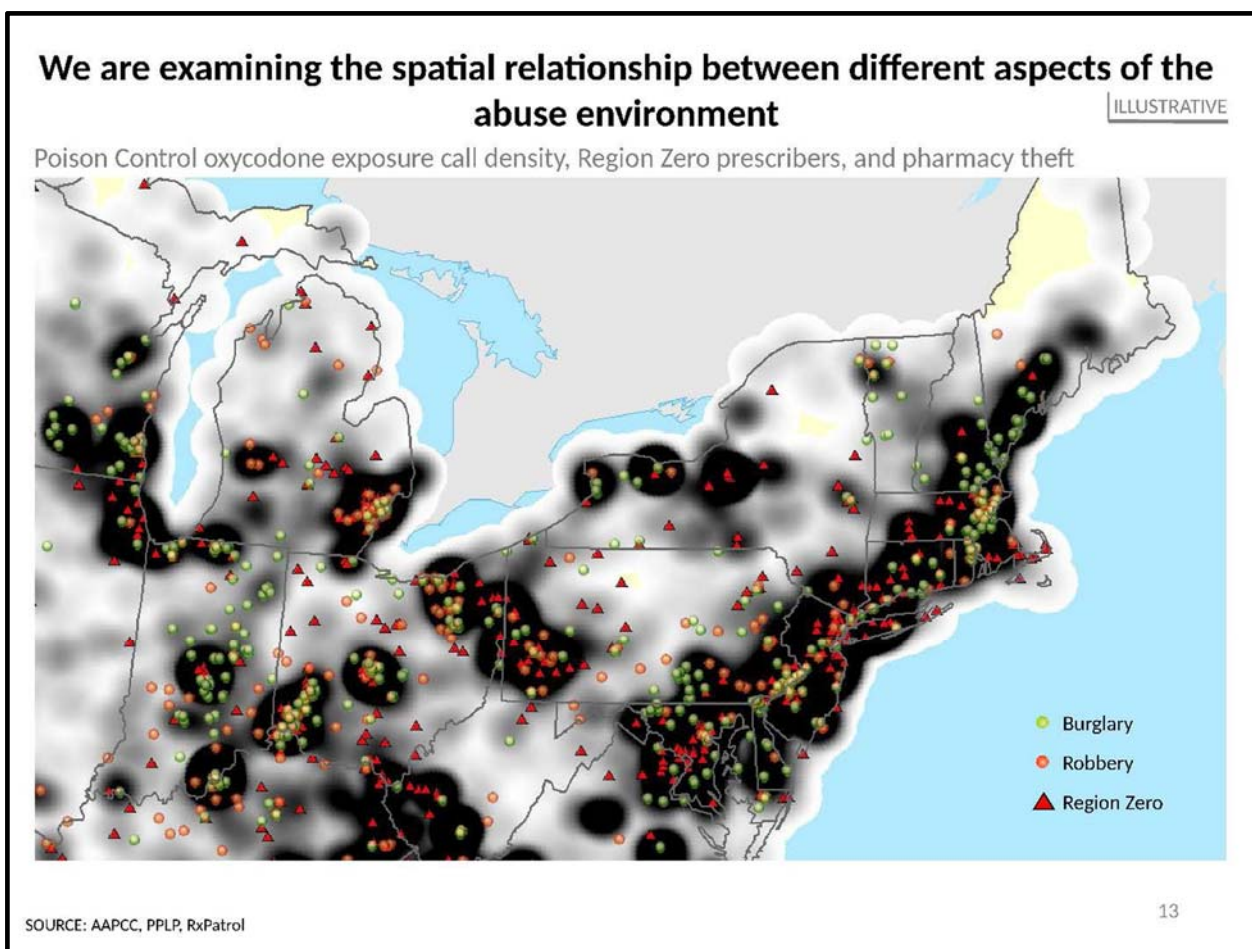 We are examining the spatial relationship between different aspects of the
abuse environment
ILLUSTRATIVE
Poison Control oxycodone exposure call density, Region Zero prescribers, and pharmacy theft
Burglary
Robbery
Region Zero
13
SOURCE: AAPCC, PPLP, RxPatrol